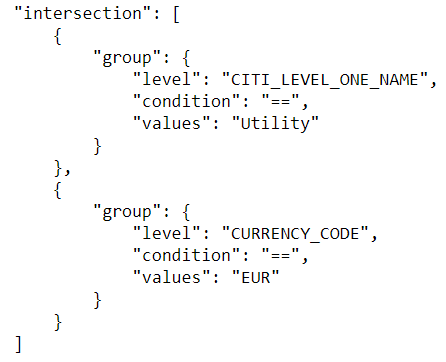 "intersection": [
    {
        "group": {
            "level": "CITI_LEVEL_ONE_NAME",
            "condition": "==",
            "values": "Utility"
        }
    },
    {
        "group": {
            "level": "CURRENCY_CODE",
            "condition": "==",
            "values": "EUR"
        }
    }
]